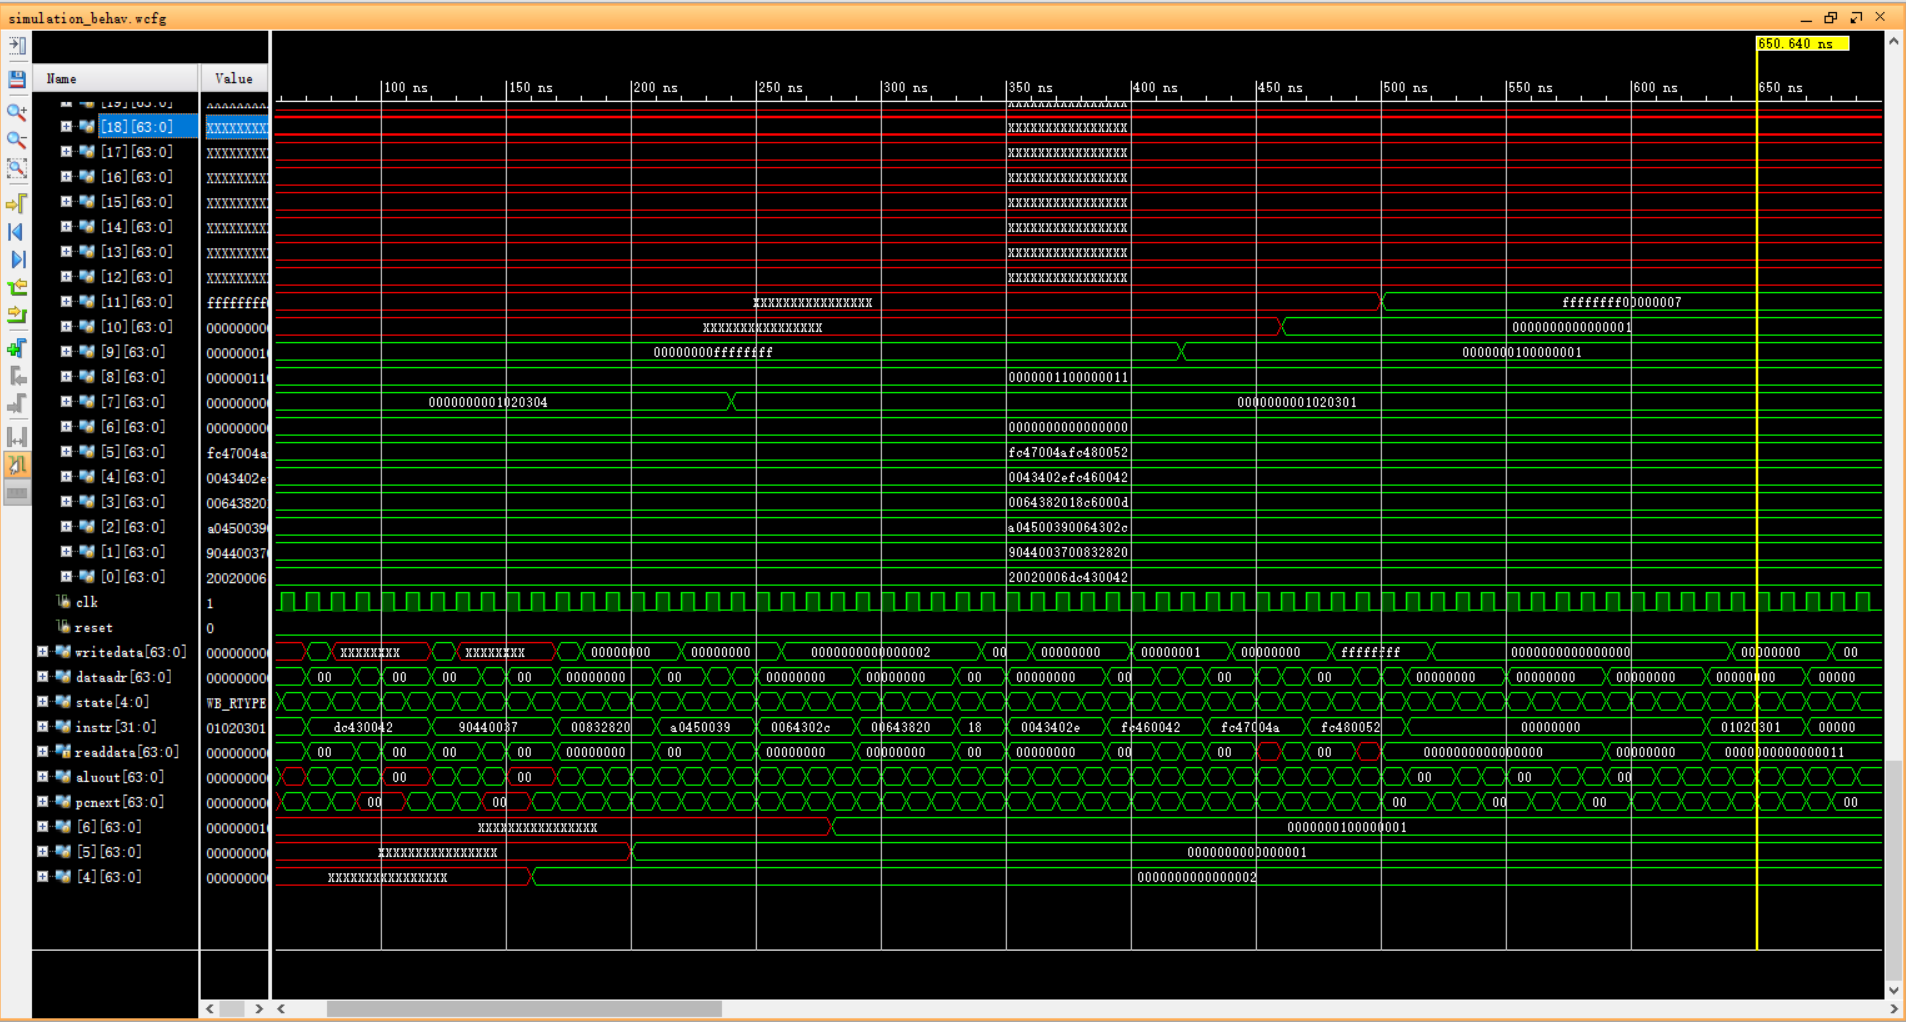 simulation_behav.wcfg
650.640 ns
Name Value
100 ns 150 ns 200 ns 250 ns 300 ns 350 ns 400 ns 450 ns 500 ns 550 ns 600 ns 650 ns
[18][63:0] XXXXXXXXX XXXXXXXXXXXXXXXX
[17][63:0] XXXXXXXXX XXXXXXXXXXXXXXXX
[16][63:0] XXXXXXXXX XXXXXXXXXXXXXXXX
[15][63:0] XXXXXXXXX XXXXXXXXXXXXXXXX
[14][63:0] XXXXXXXXX XXXXXXXXXXXXXXXX
[13][63:0] XXXXXXXXX XXXXXXXXXXXXXXXX
[12][63:0] XXXXXXXXX XXXXXXXXXXXXXXXX
[11][63:0] ffffffff XXXXXXXXXXXXXXXX ffffffff00000007
[10][63:0] 00000000 XXXXXXXXXXXXXXXX 0000000000000001
[9][63:0] 00000001 00000000ffffffff 0000000100000001
[8][63:0] 00000011 0000001100000011
[7][63:0] 00000000 0000000001020304 0000000001020301
[6][63:0] 00000000 0000000000000000
[5][63:0] fc47004a fc47004afc480052
[4][63:0] 0043402e 0043402efc460042
[3][63:0] 00643820 0064382018c6000d
[2][63:0] a0450039 a04500390064302c
[1][63:0] 90440037 9044003700832820
[0][63:0] 20020006 20020006dc430042
clk 1
reset 0
writedata[63:0] 00000000 XXXXXXXX XXXXXXXX 00000000 00000000 0000000000000002 00 00000000 00000001 00000000 ffffffff 0000000000000000 00000000 00
dataadr[63:0] 00000000 00 00 00 00 00000000 00 00000000 00000000 00 00000000 00 00 00 00000000 00000000 00000000 00000000 00000
state[4:0] WB_RTYPE
instr[31:0] 01020301 dc430042 90440037 00832820 a0450039 0064302c 00643820 18 0043402e fc460042 fc47004a fc480052 00000000 01020301 00000
readdata[63:0] 00000000 00 00 00 00 00000000 00 00000000 00000000 00 00000000 00 00 00 0000000000000000 00000000 0000000000000011
aluout[63:0] 00000000 00 00 00 00 00
pcnext[63:0] 00000000 00 00 00 00 00 00
[6][63:0] 00000001 XXXXXXXXXXXXXXXX 0000000100000001
[5][63:0] 00000000 XXXXXXXXXXXXXXXX 0000000000000001
[4][63:0] 00000000 XXXXXXXXXXXXXXXX 0000000000000002